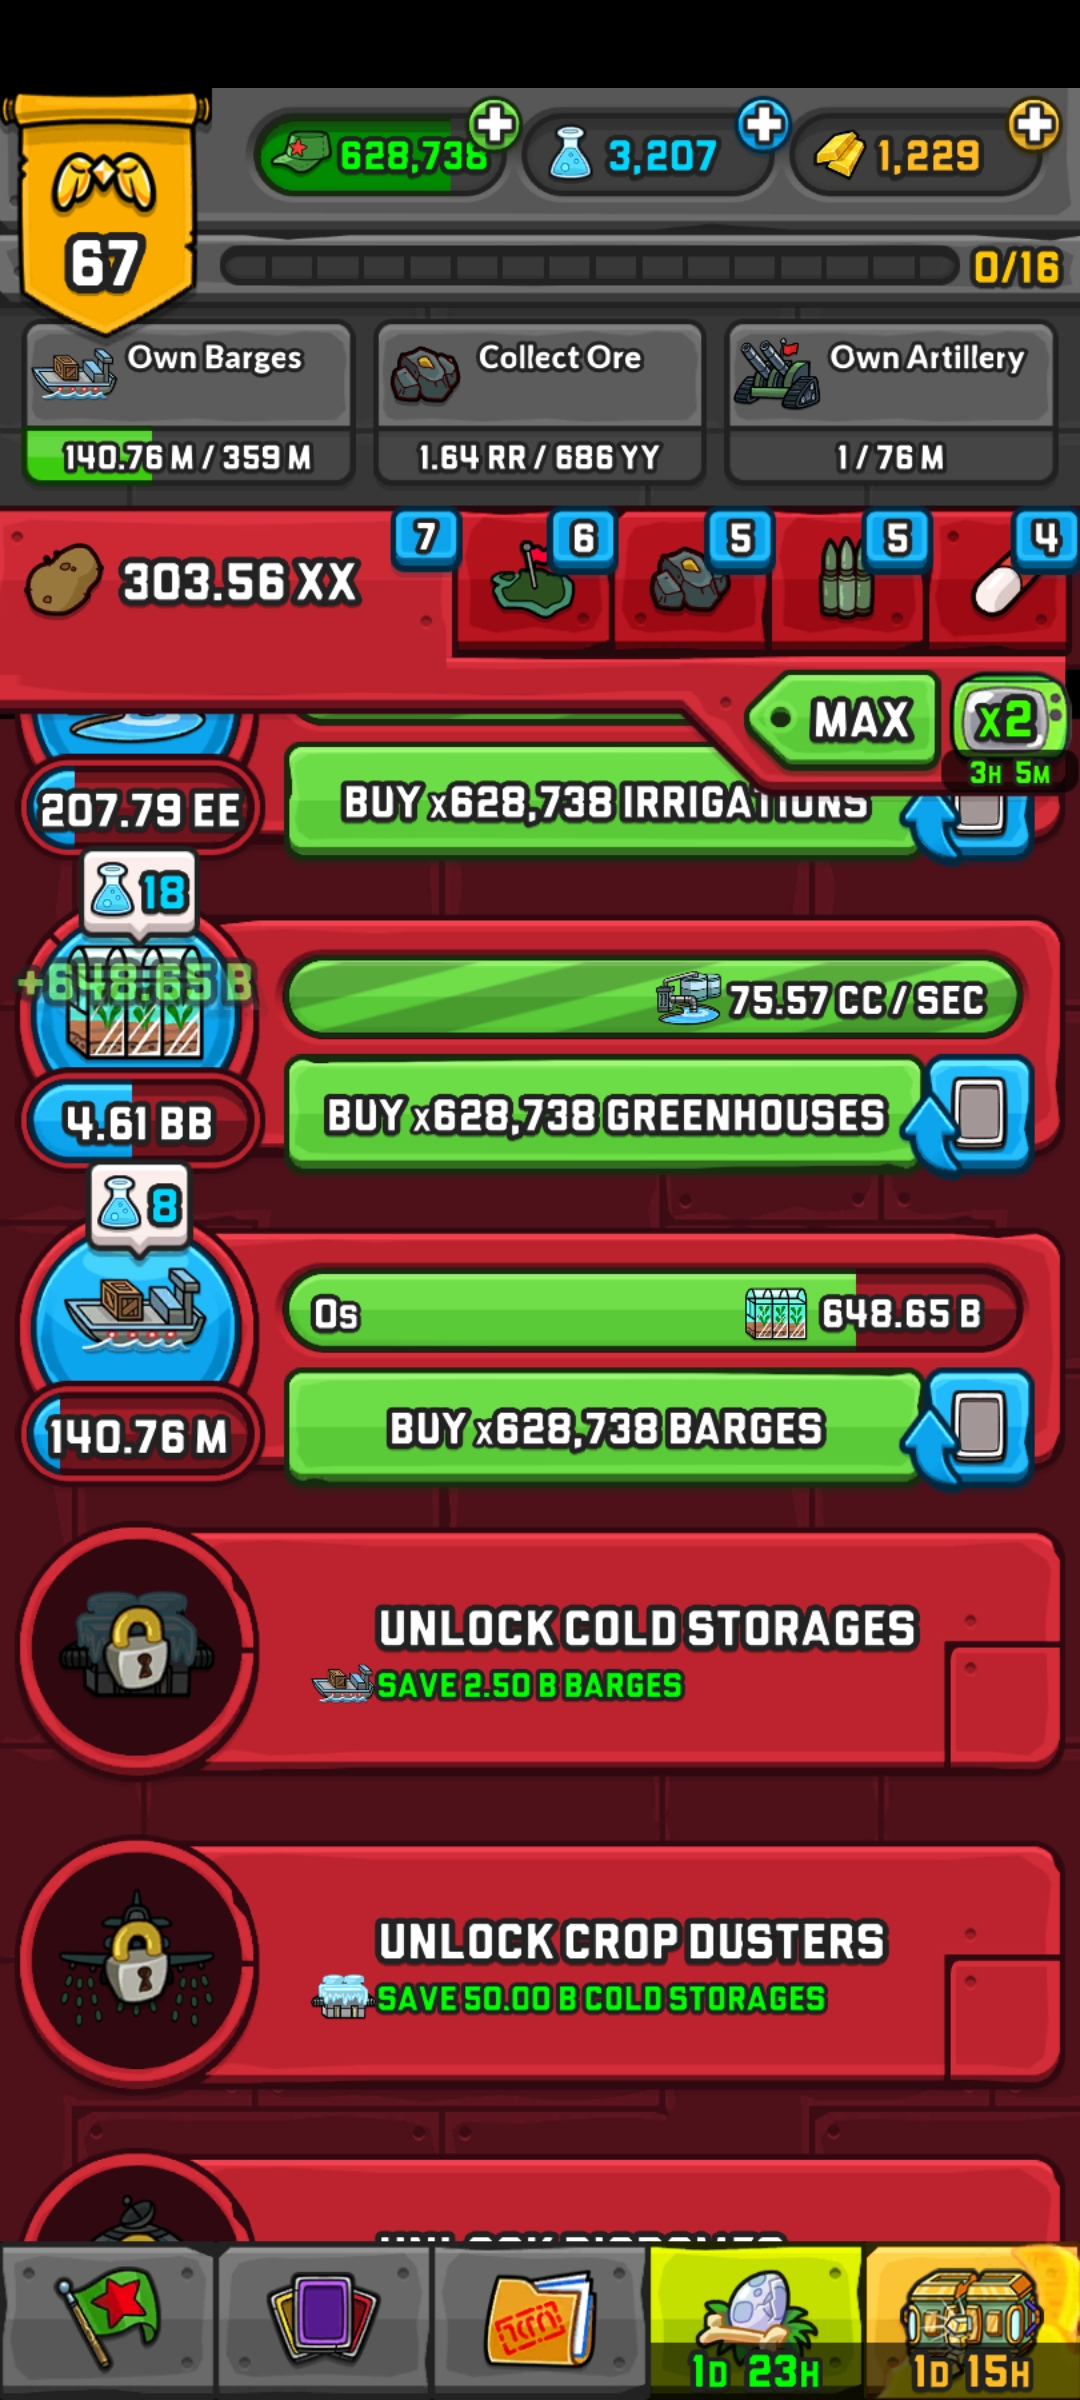 628,738
3,207
1,229
67
0/16
Own Barges
Collect Ore
Own Artillery
140.76 M / 359 M
1.64 RR / 686 YY
1 / 76 M
303.56 XX
7
6
5
5
4
MAX
x2
3H 5M
207.79 EE
BUY x628,738 IRRIGATIONS
18
+648.65 B
75.57 CC / SEC
4.61 BB
BUY x628,738 GREENHOUSES
8
0s
648.65 B
140.76 M
BUY x628,738 BARGES
UNLOCK COLD STORAGES
SAVE 2.50 B BARGES
UNLOCK CROP DUSTERS
SAVE 50.00 B COLD STORAGES
1D 23H
1D 15H